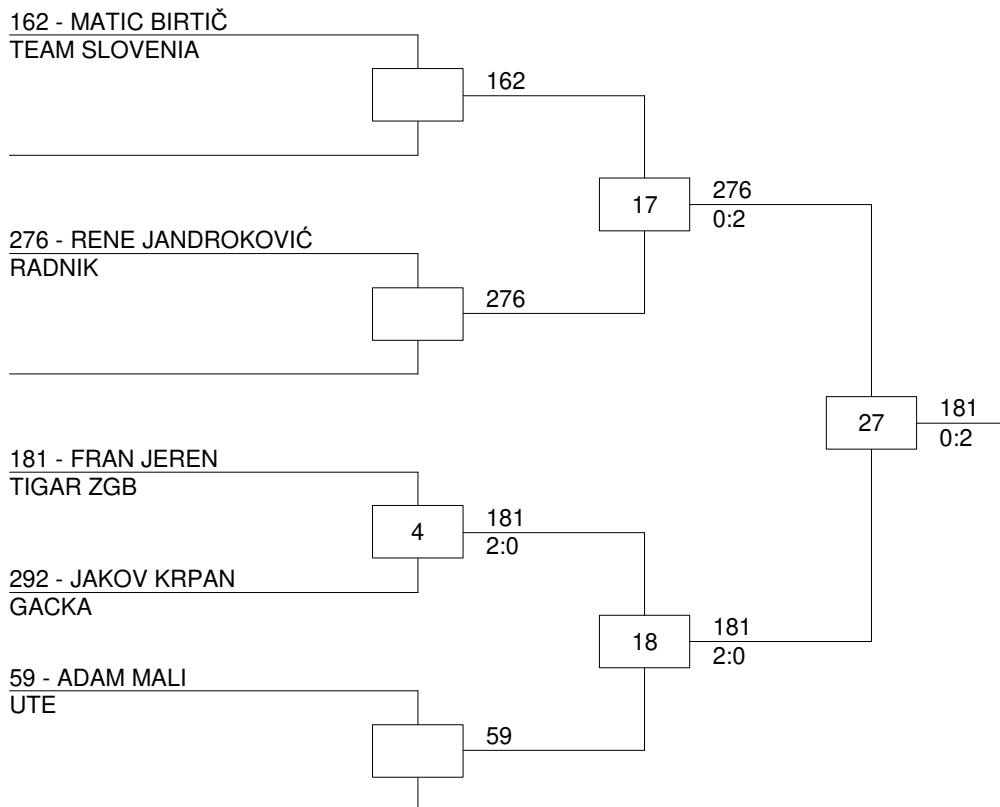 162 - MATIC BIRTIČ
TEAM SLOVENIA
162
17
276
0:2
276 - RENE JANDROKOVIĆ
RADNIK
276
27
181
0:2
181 - FRAN JEREN
TIGAR ZGB
4
181
2:0
292 - JAKOV KRPAN
GACKA
18
181
2:0
59 - ADAM MALI
UTE
59